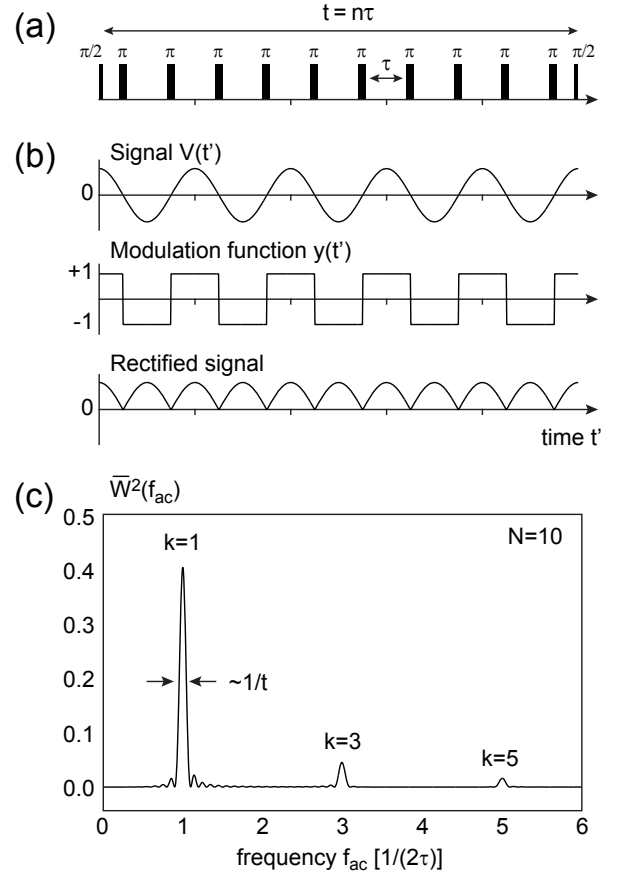 (a)
t = nτ
π/2 π π π π π π π π π π π/2
τ
(b)
Signal V(t')
0
Modulation function y(t')
+1
-1
Rectified signal
0
time t'
(c)
W̅²(f_ac)
0.5
k=1
N=10
0.4
0.3
0.2
~1/t
0.1
k=3
k=5
0.0
0 1 2 3 4 5 6
frequency f_ac [1/(2τ)]